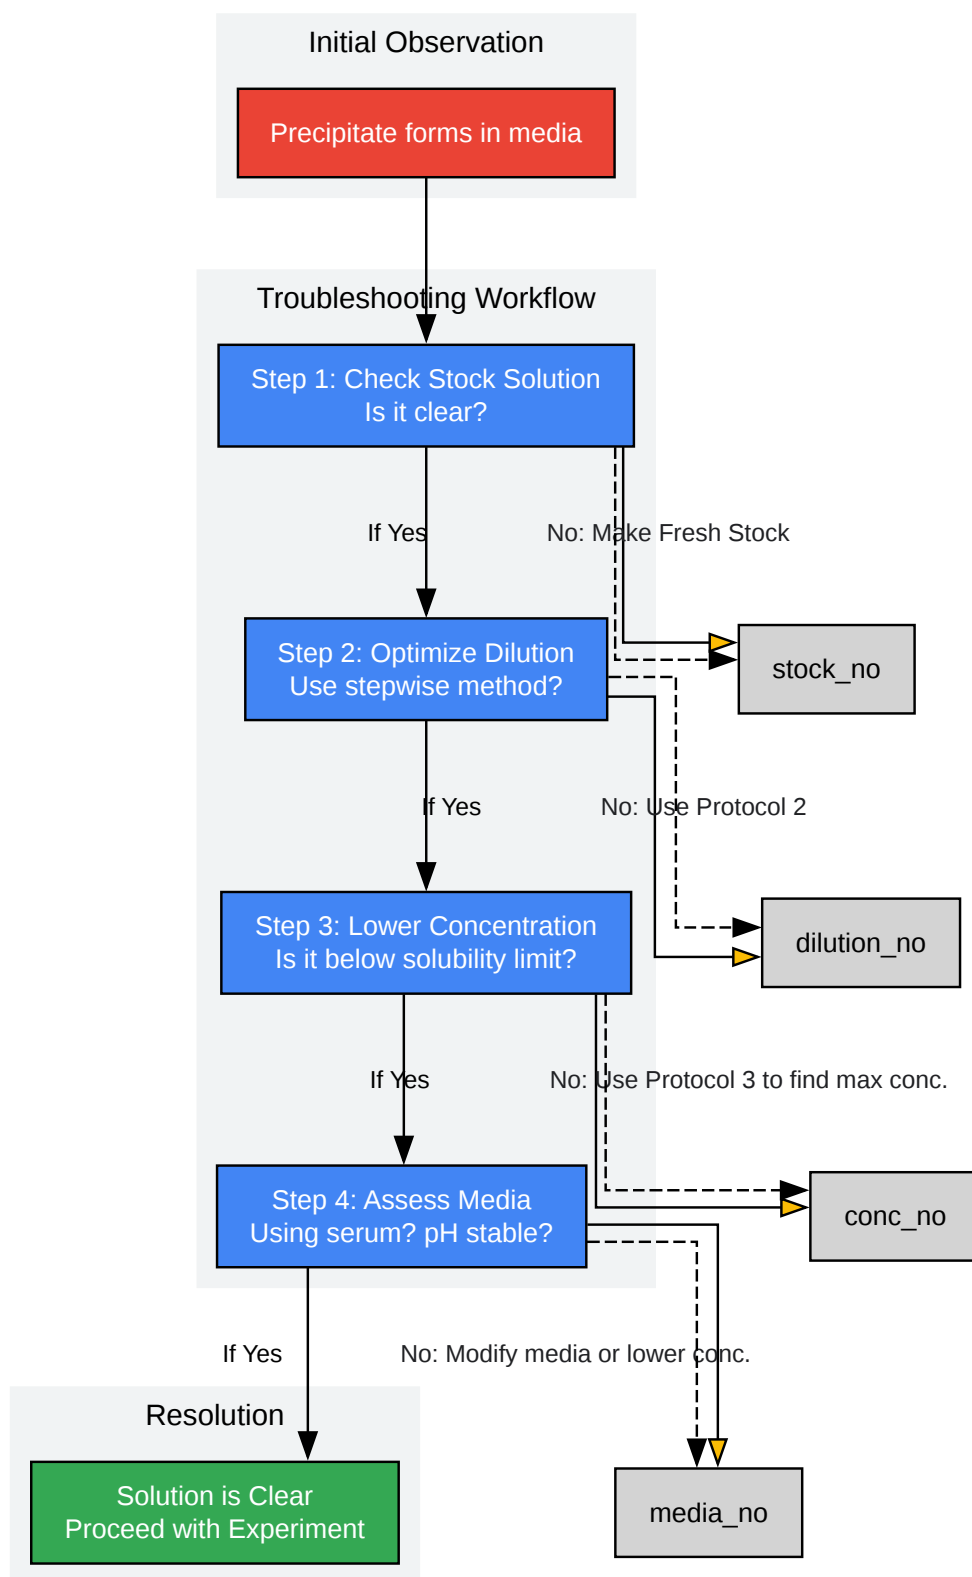 Initial Observation
Precipitate forms in media
Troubleshooting Workflow
Step 1: Check Stock Solution
Is it clear?
If Yes
No: Make Fresh Stock
Step 2: Optimize Dilution
Use stepwise method?
stock_no
If Yes
No: Use Protocol 2
Step 3: Lower Concentration
Is it below solubility limit?
dilution_no
If Yes
No: Use Protocol 3 to find max conc.
Step 4: Assess Media
Using serum? pH stable?
conc_no
If Yes
No: Modify media or lower conc.
Resolution
Solution is Clear
Proceed with Experiment
media_no